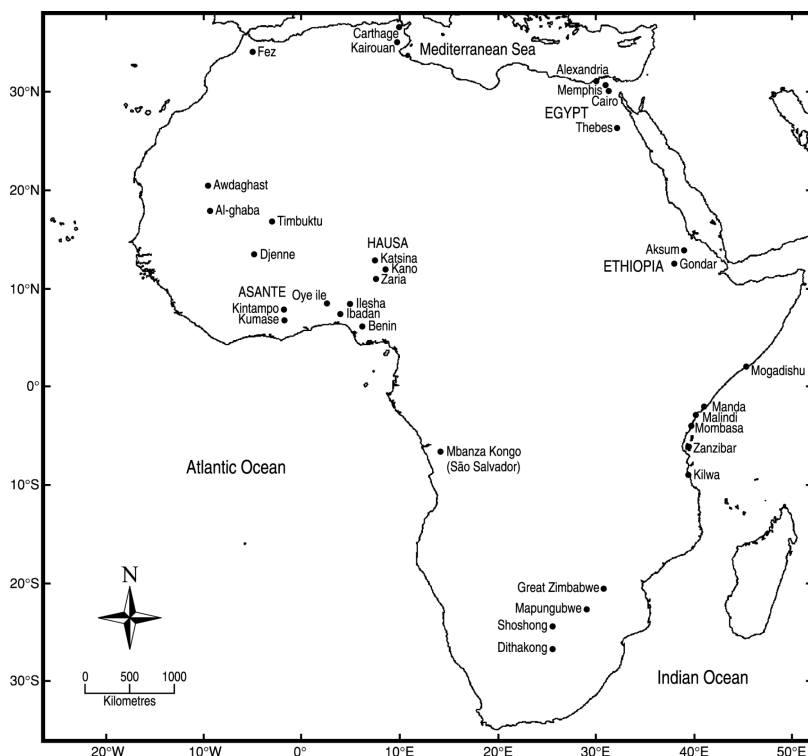 Carthage
Kairouan
Mediterranean Sea
Fez
Alexandria
Memphis
Cairo
EGYPT
Thebes
30°N
20°N
10°N
0°
10°S
20°S
30°S
Awdaghast
Al-ghaba
Timbuktu
Djenne
HAUSA
Katsina
Kano
Zaria
Aksum
ETHIOPIA
Gondar
ASANTE
Oye ile
Ilesha
Kintampo
Ibadan
Kumase
Benin
Mogadishu
Manda
Malindi
Mombasa
Zanzibar
Kilwa
Mbanza Kongo
(São Salvador)
Atlantic Ocean
Great Zimbabwe
Mapungubwe
Shoshong
Dithakong
Indian Ocean
N
0 500 1000
Kilometres
20°W 10°W 0° 10°E 20°E 30°E 40°E 50°E